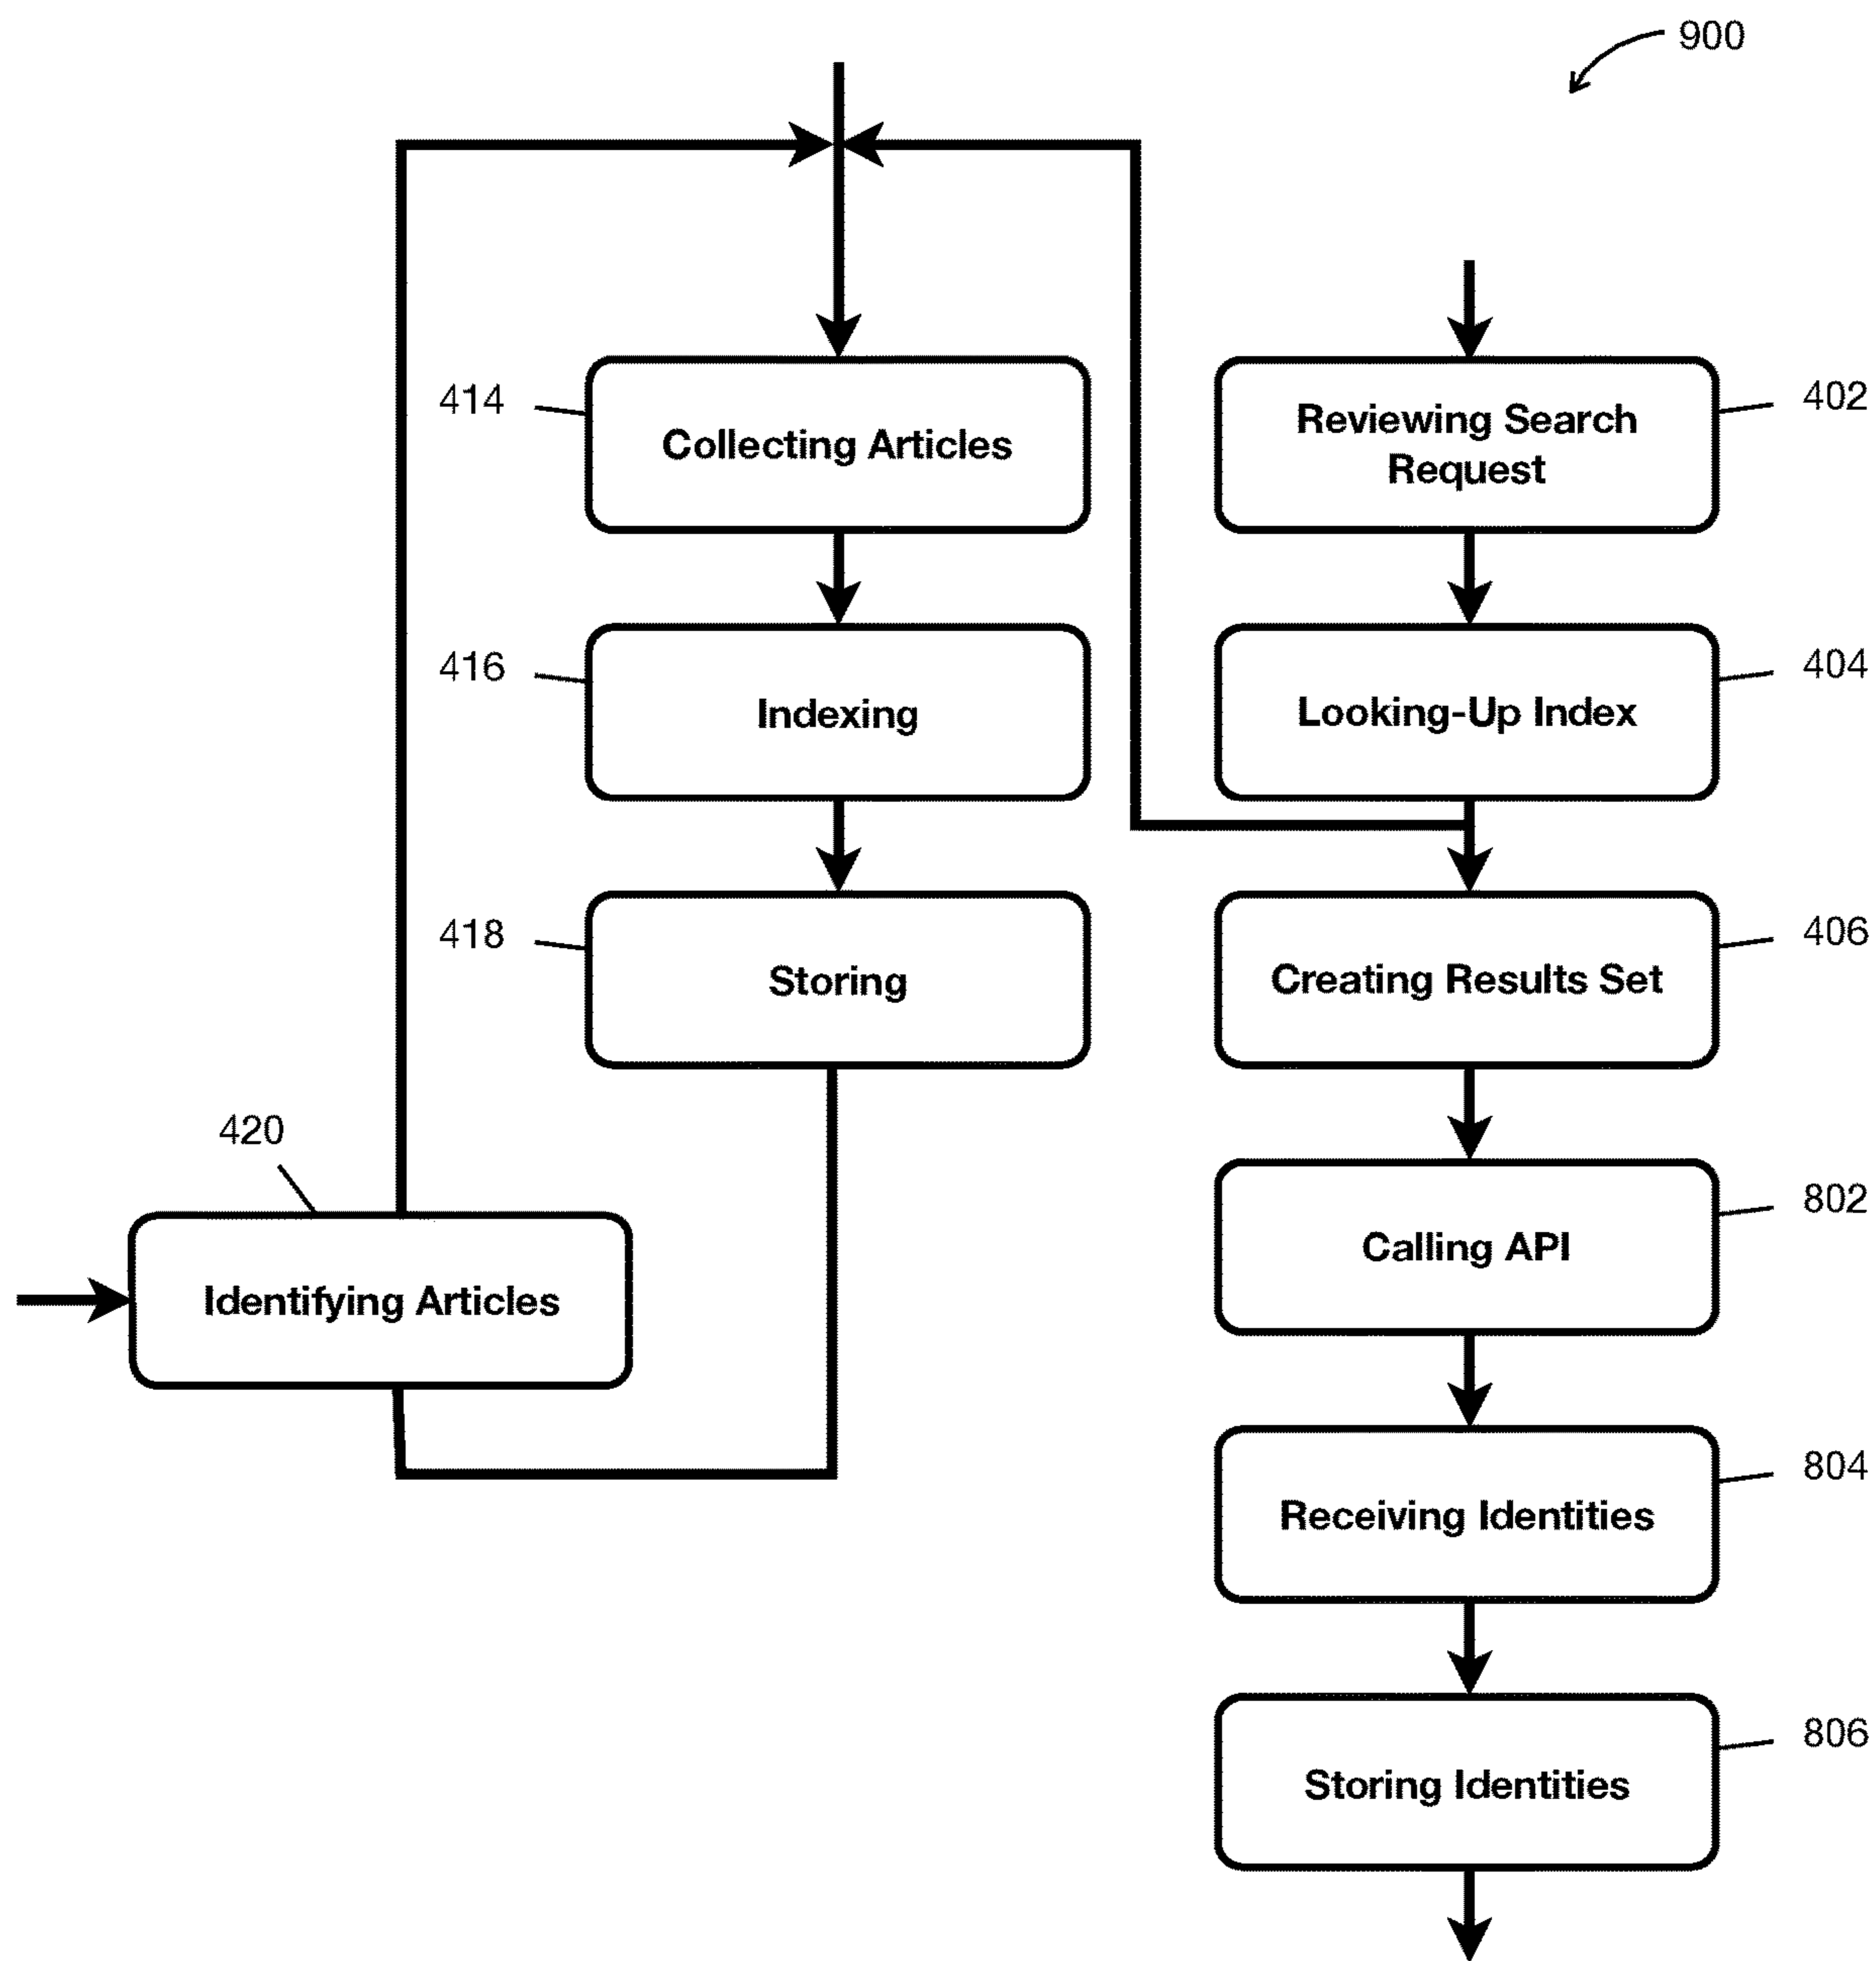 900
414
Collecting Articles
402
Reviewing Search
Request
416
Indexing
404
Looking-Up Index
418
Storing
406
Creating Results Set
420
Identifying Articles
802
Calling API
804
Receiving Identities
806
Storing Identities